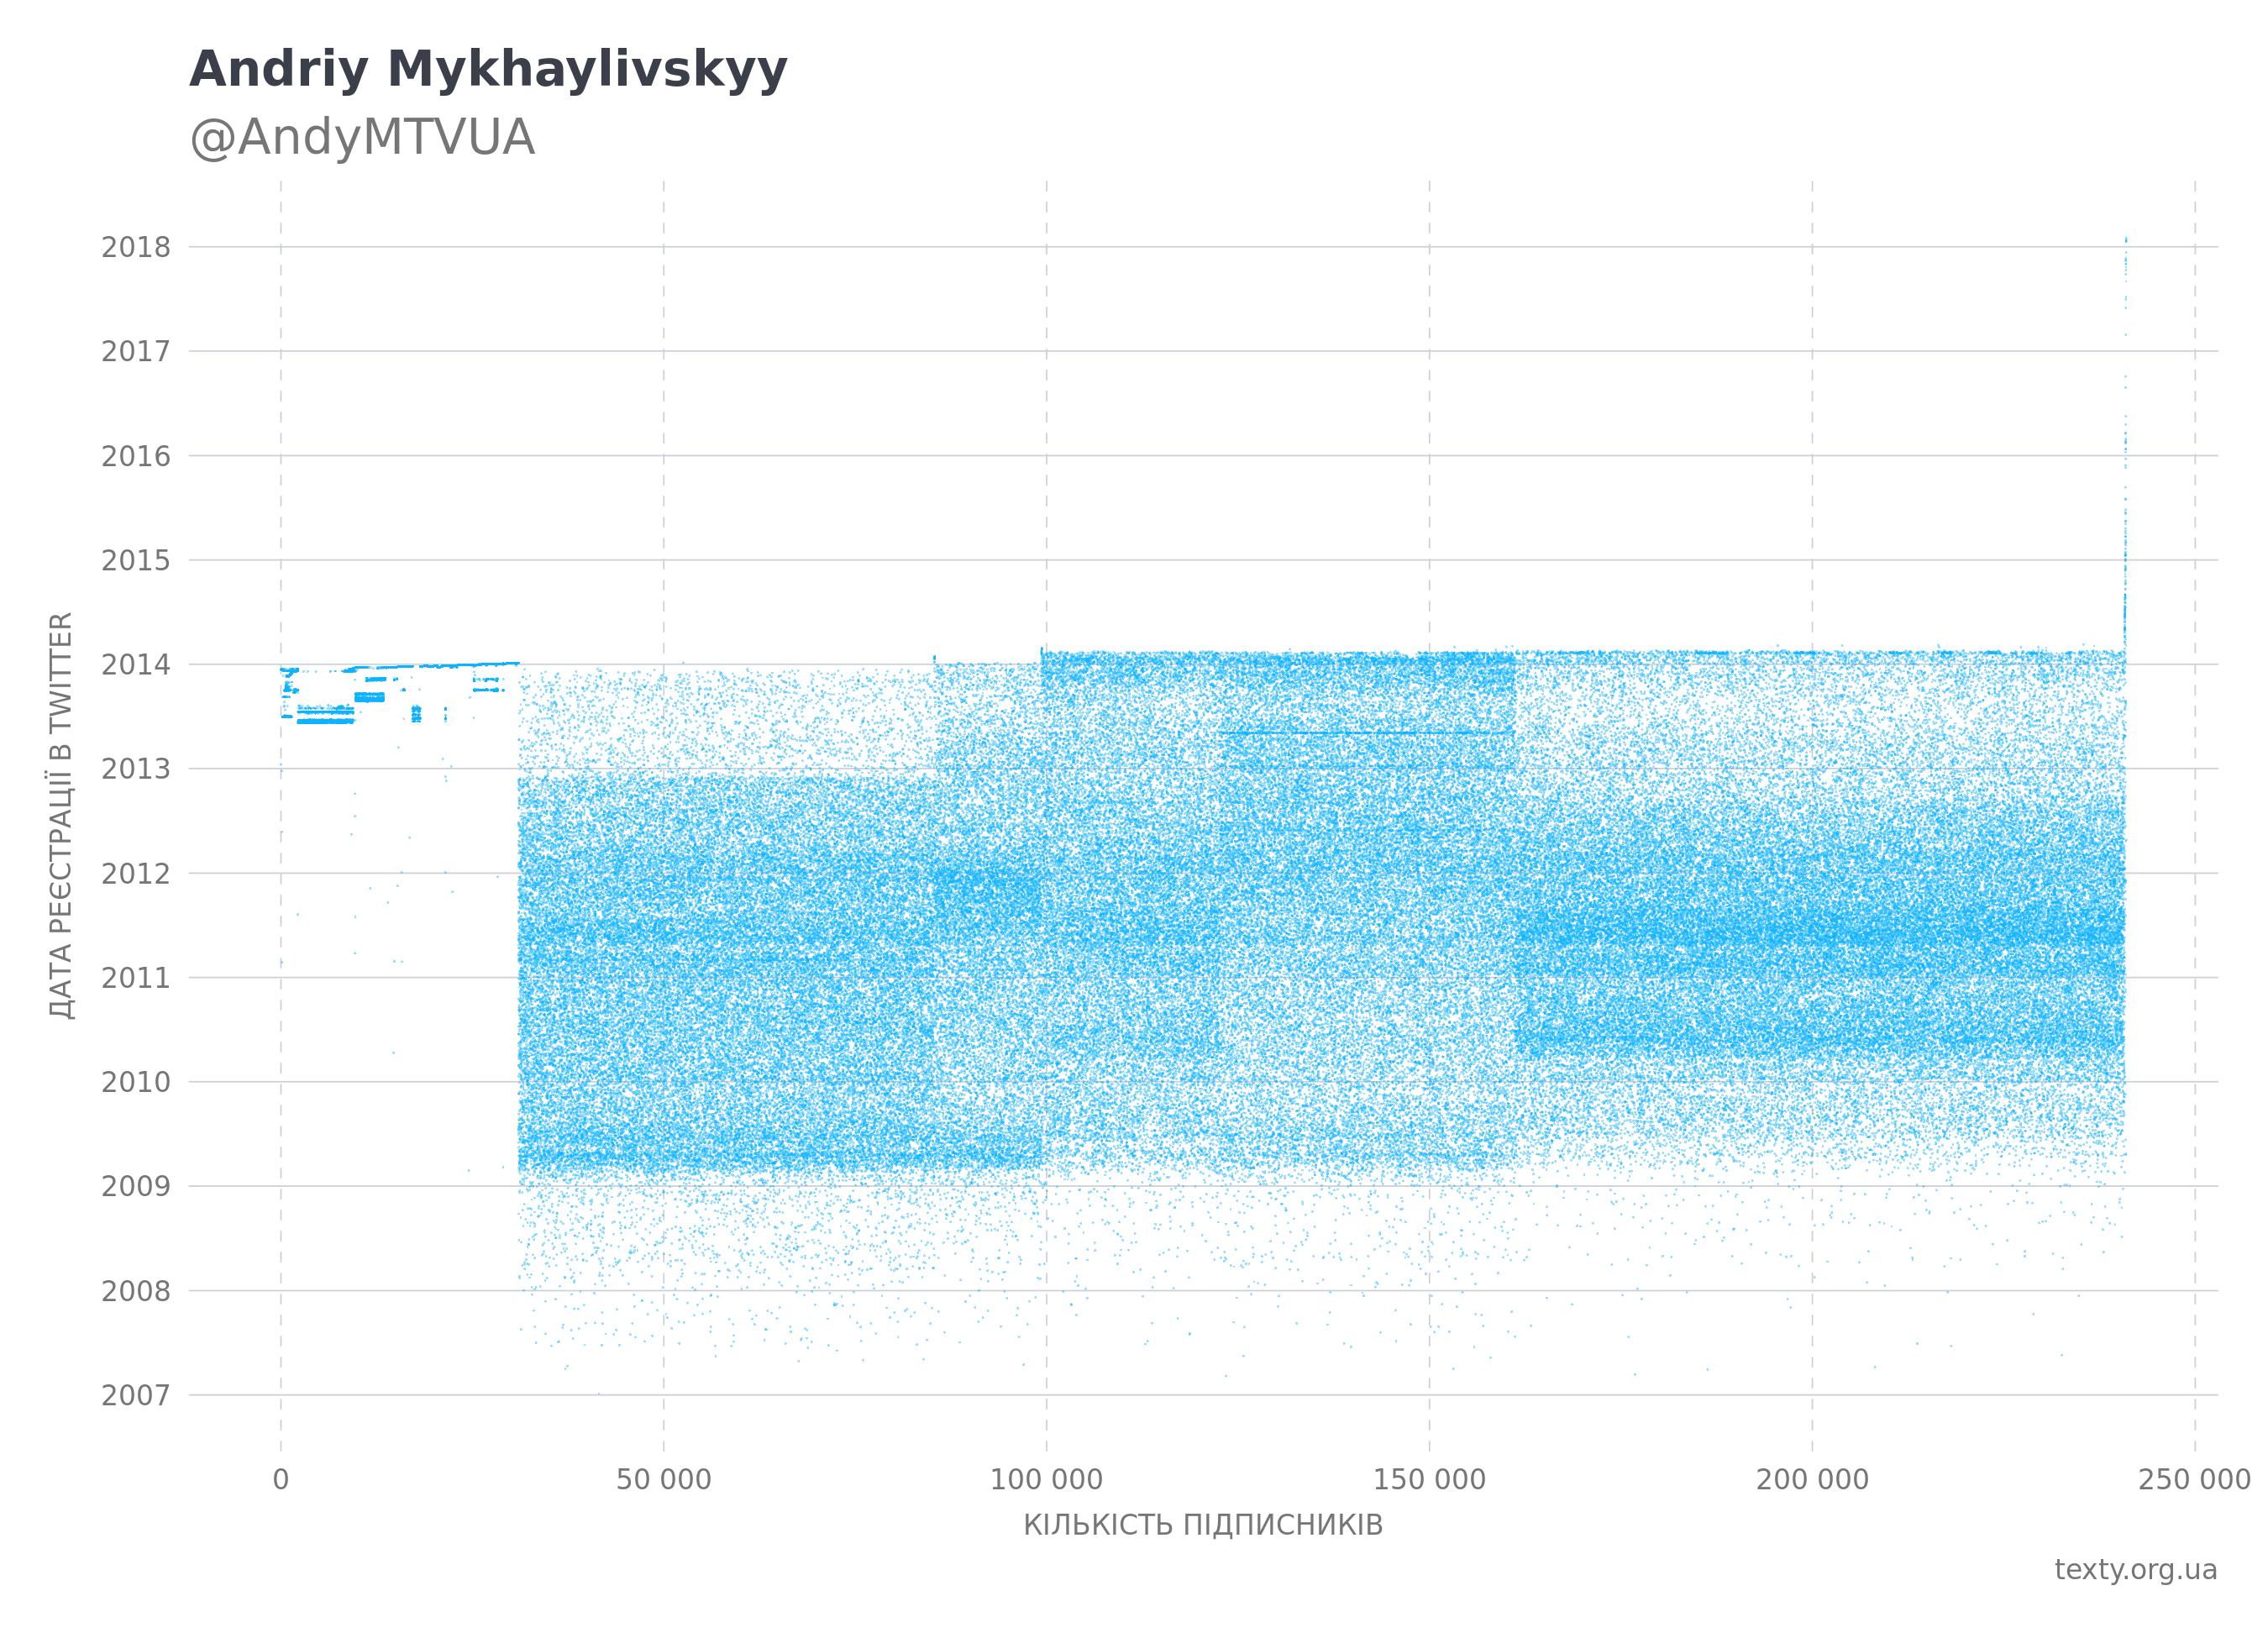 Andriy Mykhaylivskyy
@AndyMTVUA
ДАТА РЕЄСТРАЦІЇ В TWITTER
2018
2017
2016
2015
2014
2013
2012
2011
2010
2009
2008
2007
0 50 000 100 000 150 000 200 000 250 000
КІЛЬКІСТЬ ПІДПИСНИКІВ
texty.org.ua